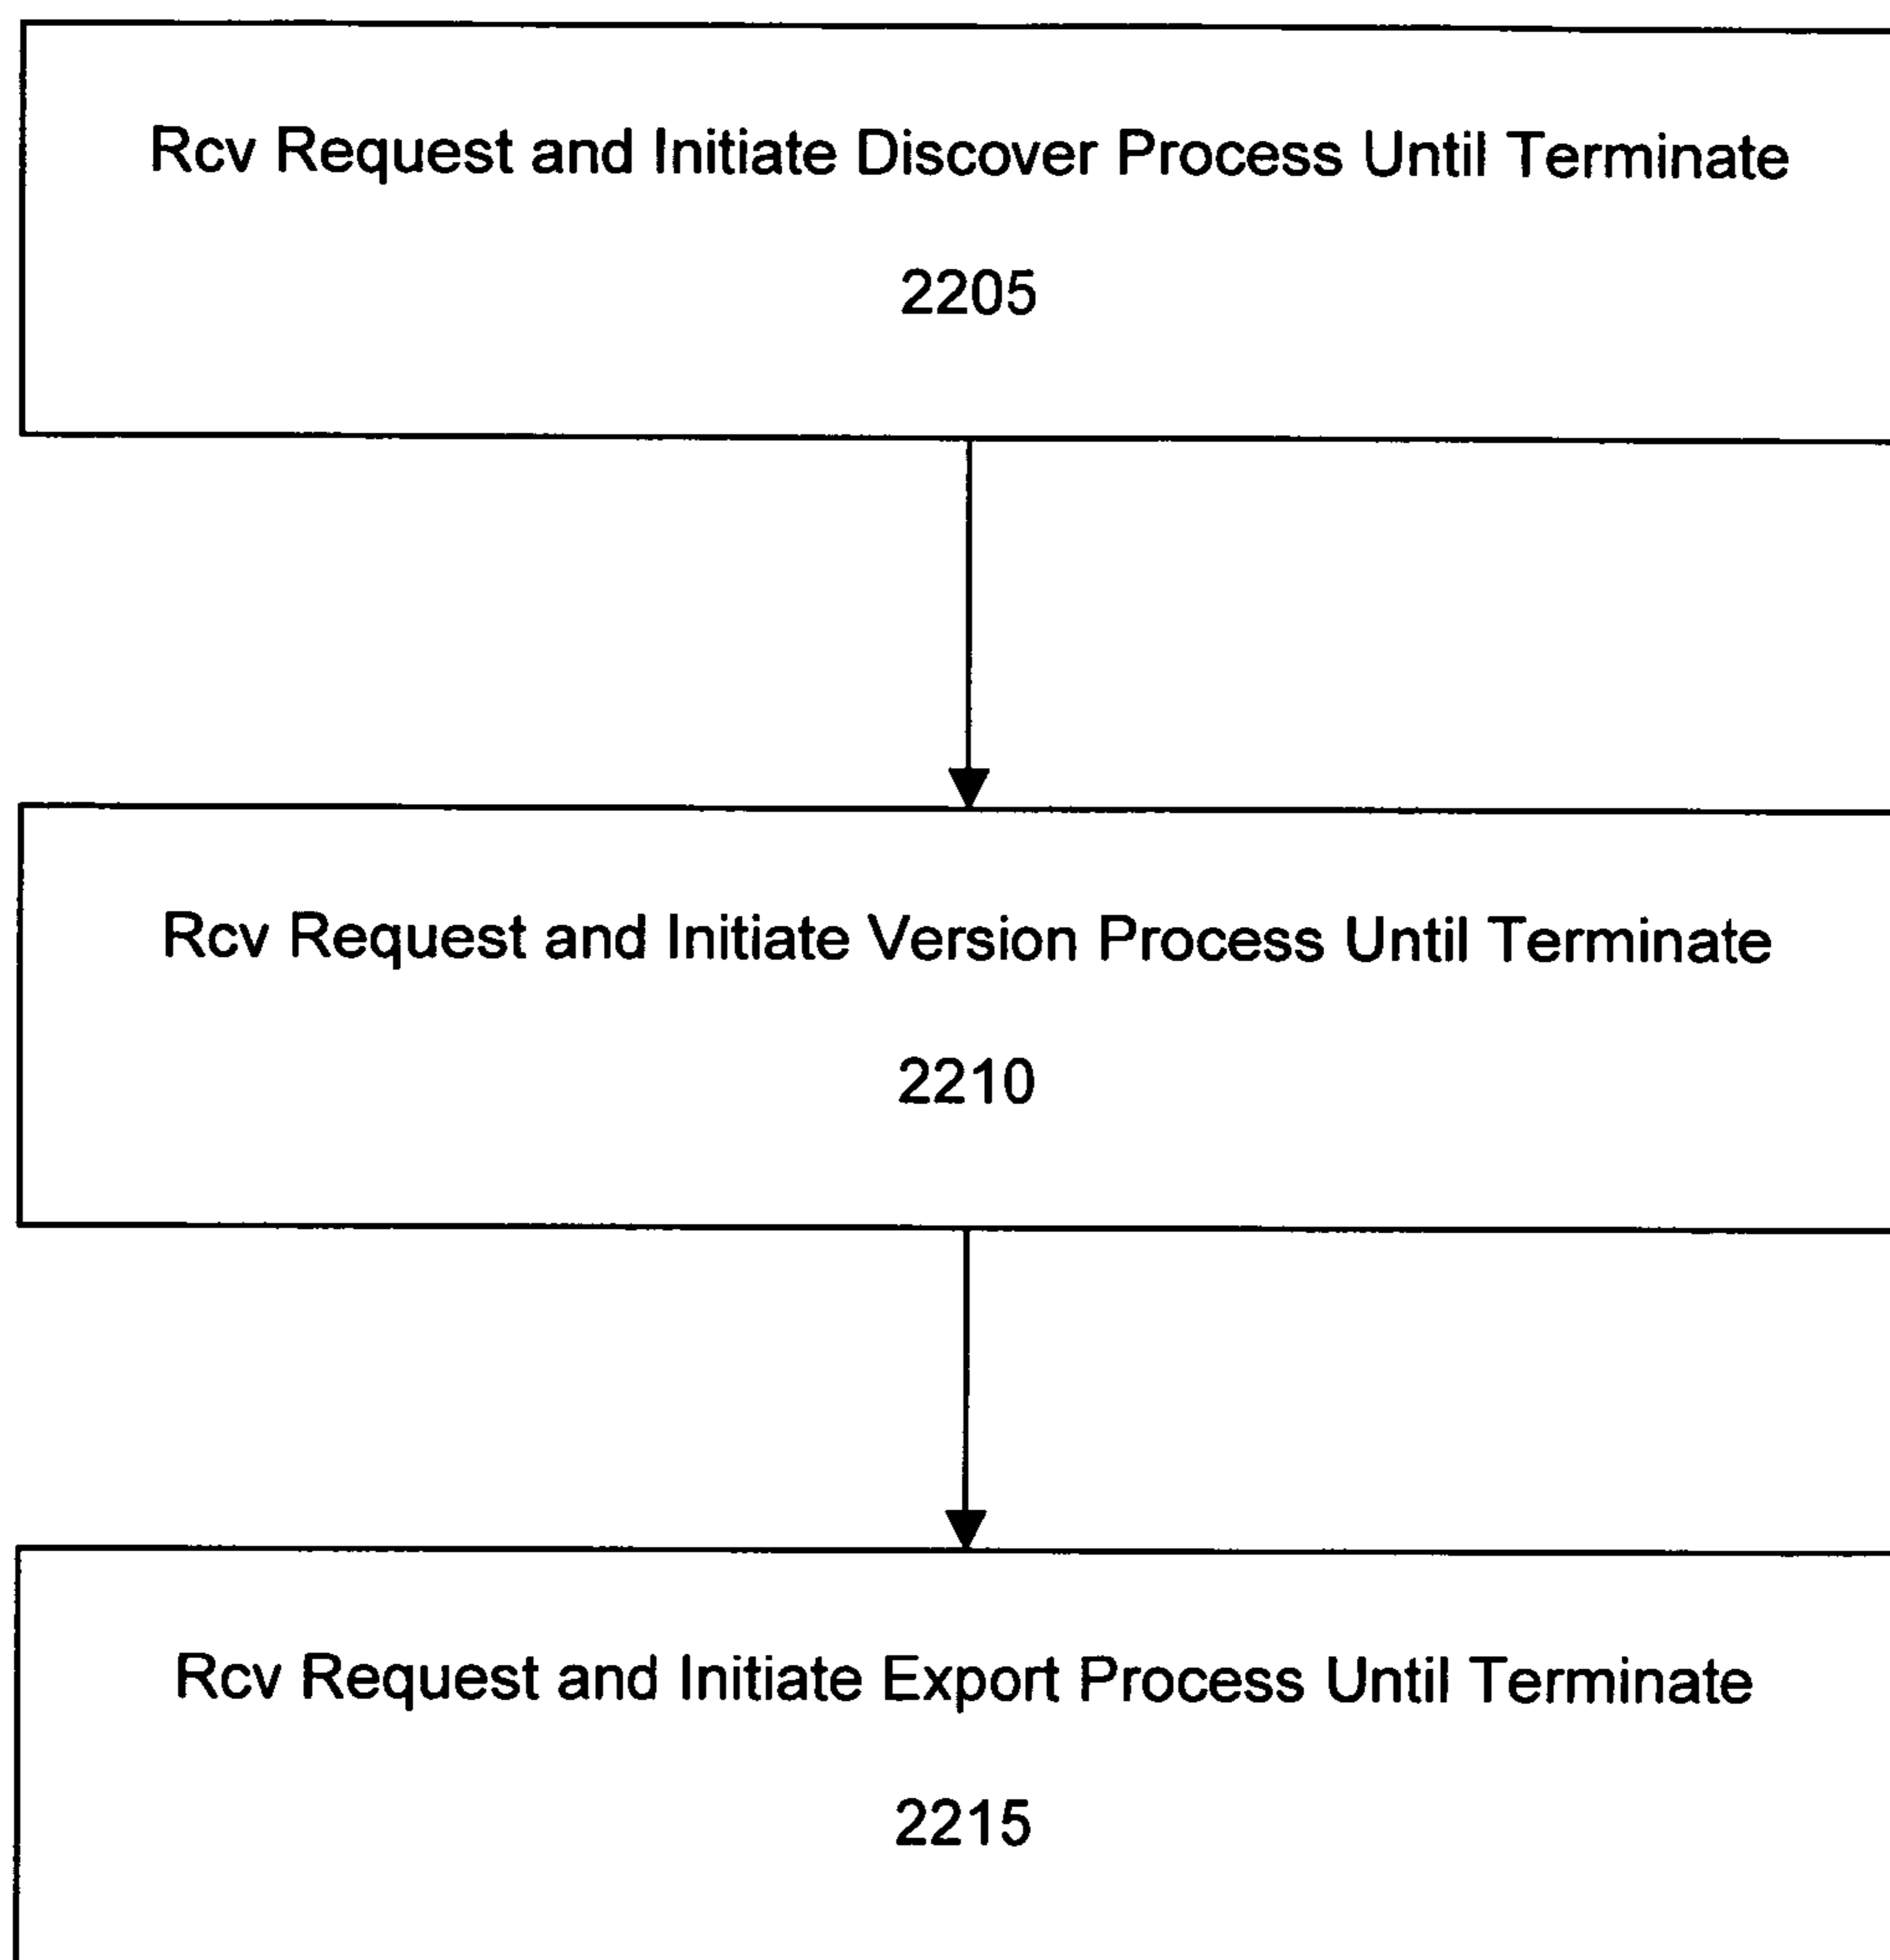 Rcv Request and Initiate Discover Process Until Terminate
2205
Rcv Request and Initiate Version Process Until Terminate
2210
Rcv Request and Initiate Export Process Until Terminate
2215